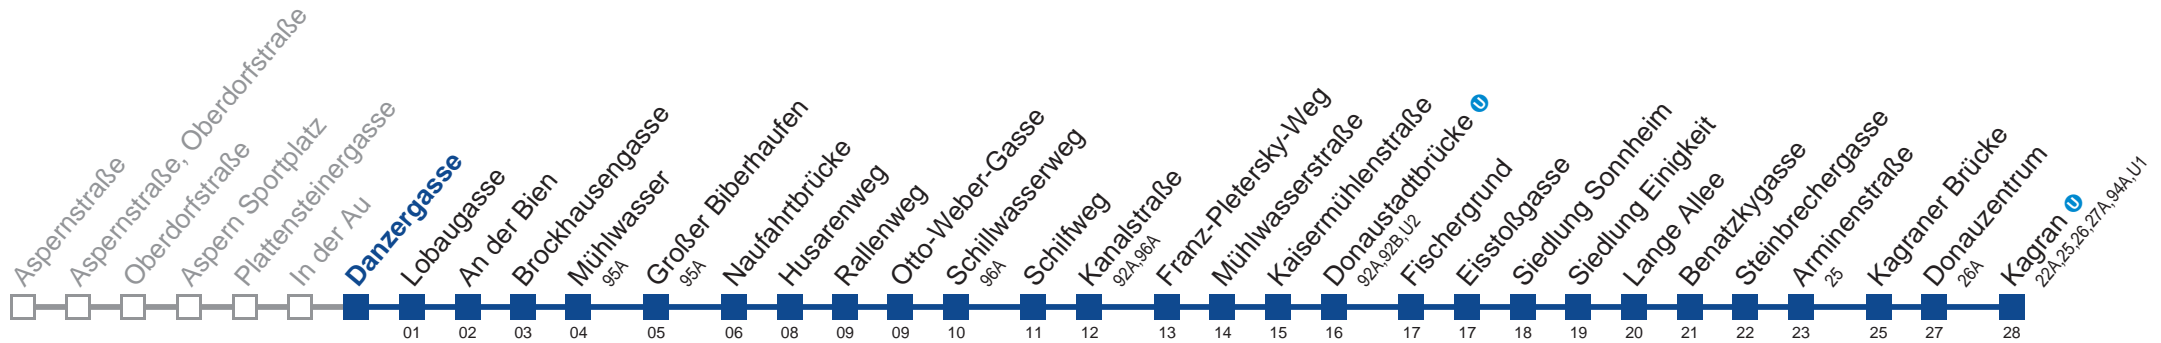 Aspernstraße
Aspernstraße, Oberdorfstraße
Oberdorfstraße
Aspern Sportplatz
Plattensteinergasse
In der Au
Danzergasse
Lobaugasse
01
An der Bien
02
Brockhausengasse
03
Mühlwasser
95A
04
Großer Biberhaufen
95A
05
Naufahrtbrücke
06
Husarenweg
08
Rallenweg
09
Otto-Weber-Gasse
09
Schillwasserweg
96A
10
Schilfweg
11
Kanalstraße
92A,96A
12
Franz-Pletersky-Weg
13
Mühlwasserstraße
14
Kaisermühlenstraße
15
Donaustadtbrücke U
92A,92B,U2
16
Fischergrund
17
Eisstoßgasse
17
Siedlung Sonnheim
18
Siedlung Einigkeit
19
Lange Allee
20
Benatzkygasse
21
Steinbrechergasse
22
Arminenstraße
25
23
Kagraner Brücke
25
Donauzentrum
26A
27
Kagran U
22A,25,26,27A,94A,U1
28